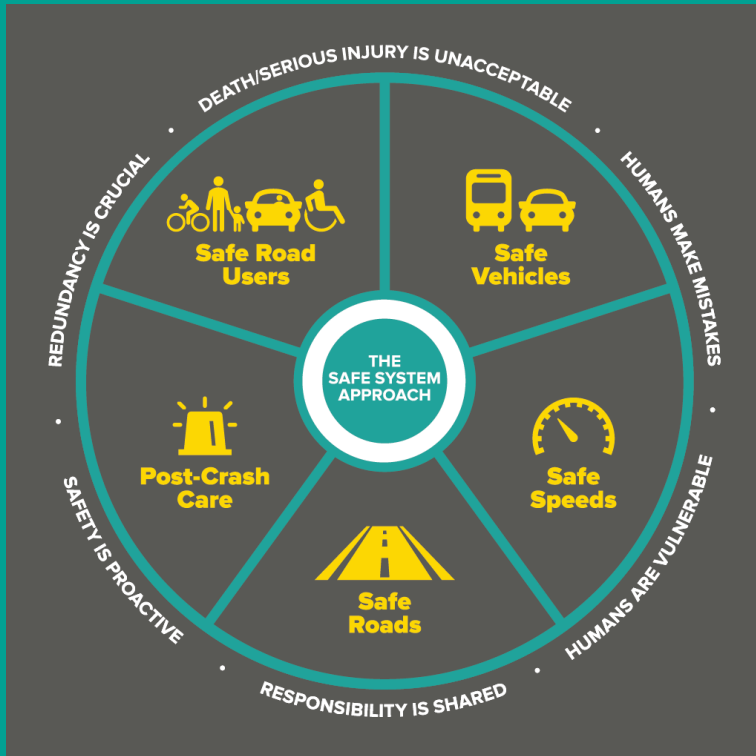 DEATH/SERIOUS INJURY IS UNACCEPTABLE
HUMANS MAKE MISTAKES
HUMANS ARE VULNERABLE
RESPONSIBILITY IS SHARED
SAFETY IS PROACTIVE
REDUNDANCY IS CRUCIAL
Safe Road
Users
Safe
Vehicles
Safe
Speeds
Safe
Roads
Post-Crash
Care
THE
SAFE SYSTEM
APPROACH